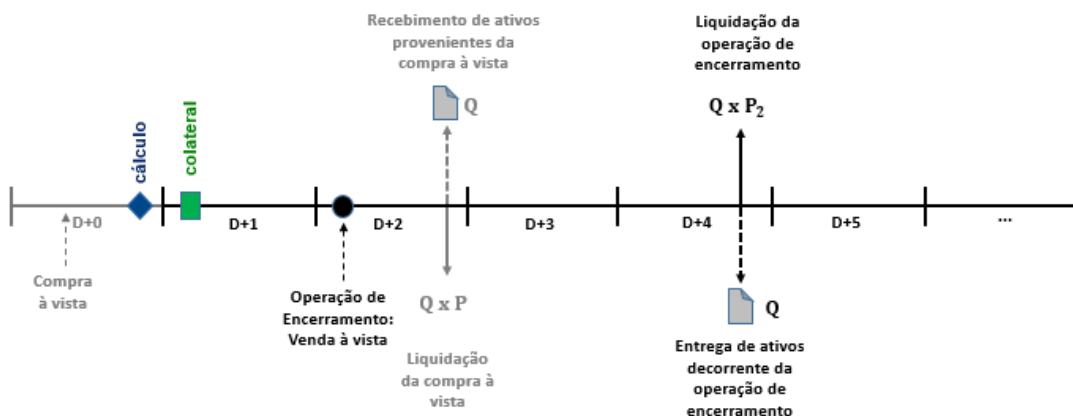 Recebimento de ativos
provenientes da
compra à vista
Q
Liquidação da
operação de
encerramento
Q x P₂
cálculo
colateral
D+0
D+1
D+2
D+3
D+4
D+5
...
Compra
à vista
Operação de
Encerramento:
Venda à vista
Q x P
Liquidação
da compra à
vista
Q
Entrega de ativos
decorrente da
operação de
encerramento